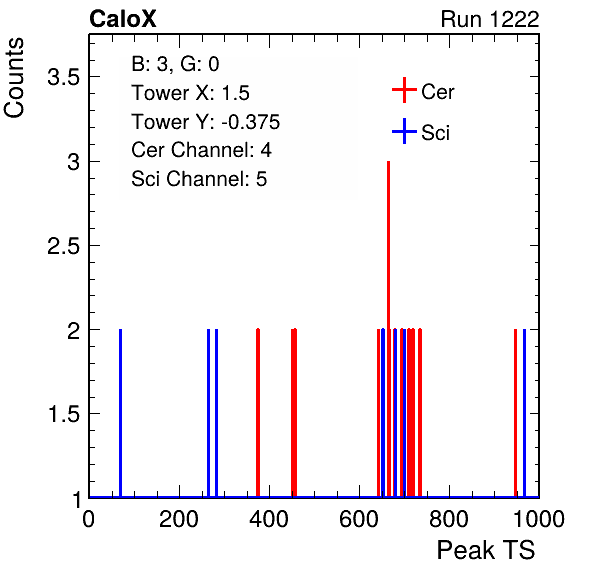 CaloX Run 1222
B: 3, G: 0
Tower X: 1.5
Tower Y: -0.375
Cer Channel: 4
Sci Channel: 5
Cer
Sci
Counts
3.5
3
2.5
2
1.5
1
0 200 400 600 800 1000
Peak TS